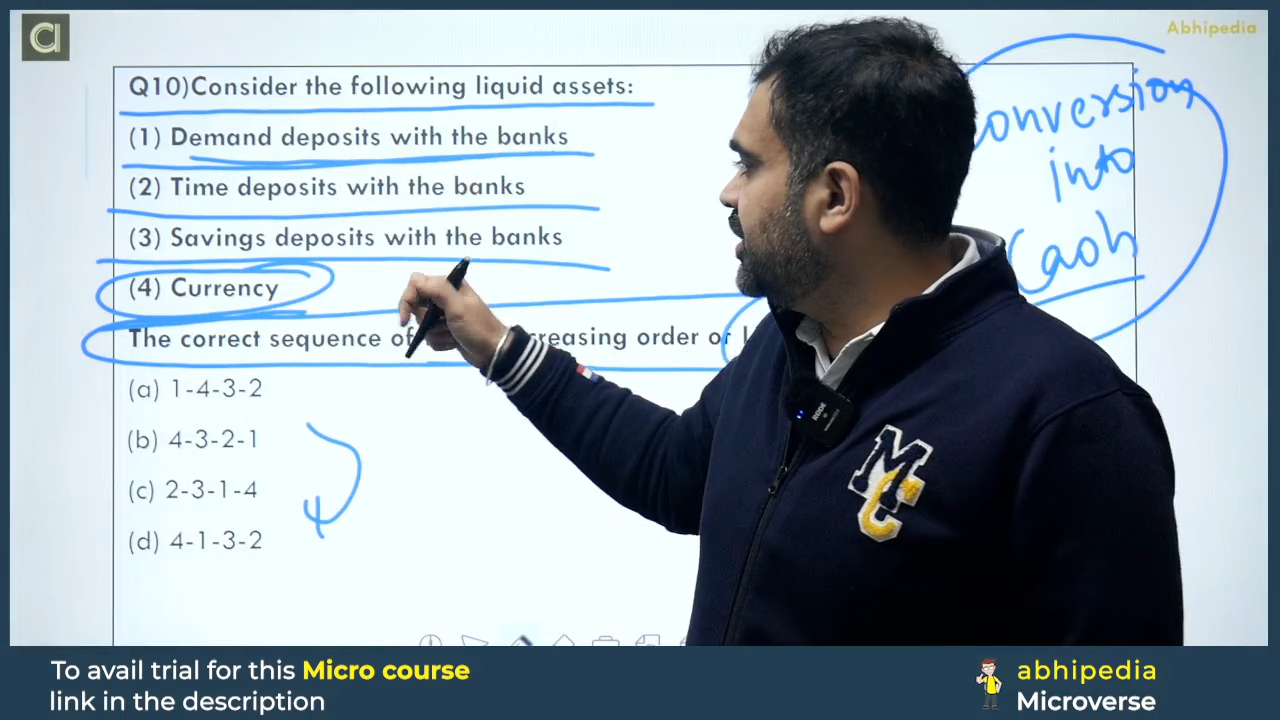 Abhipedia
Q10)Consider the following liquid assets:
(1) Demand deposits with the banks
(2) Time deposits with the banks
(3) Savings deposits with the banks
(4) Currency
The correct sequence of creasing order or
(a) 1-4-3-2
(b) 4-3-2-1
(c) 2-3-1-4
(d) 4-1-3-2
conversion
into
Cash
RODE
MC
To avail trial for this Micro course
link in the description
abhipedia
Microverse